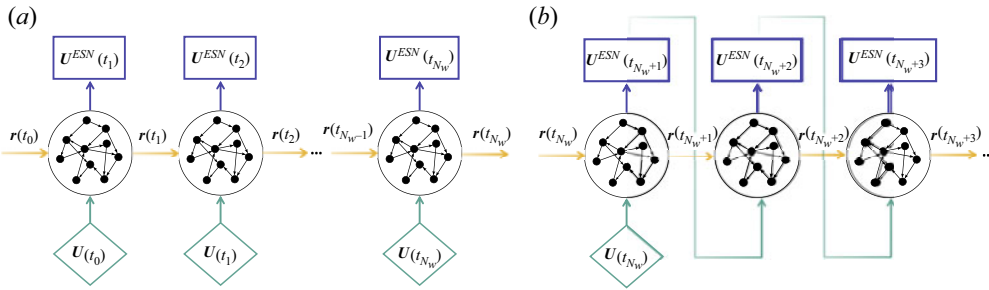 (a)
U^{ESN}(t_1) U^{ESN}(t_2) U^{ESN}(t_{N_w})
r(t_0) r(t_1) r(t_2) ... r(t_{N_w-1}) r(t_{N_w})
U(t_0) U(t_1) U(t_{N_w})
(b)
U^{ESN}(t_{N_w+1}) U^{ESN}(t_{N_w+2}) U^{ESN}(t_{N_w+3})
r(t_{N_w}) r(t_{N_w+1}) r(t_{N_w+2}) r(t_{N_w+3}) ..
U(t_{N_w})